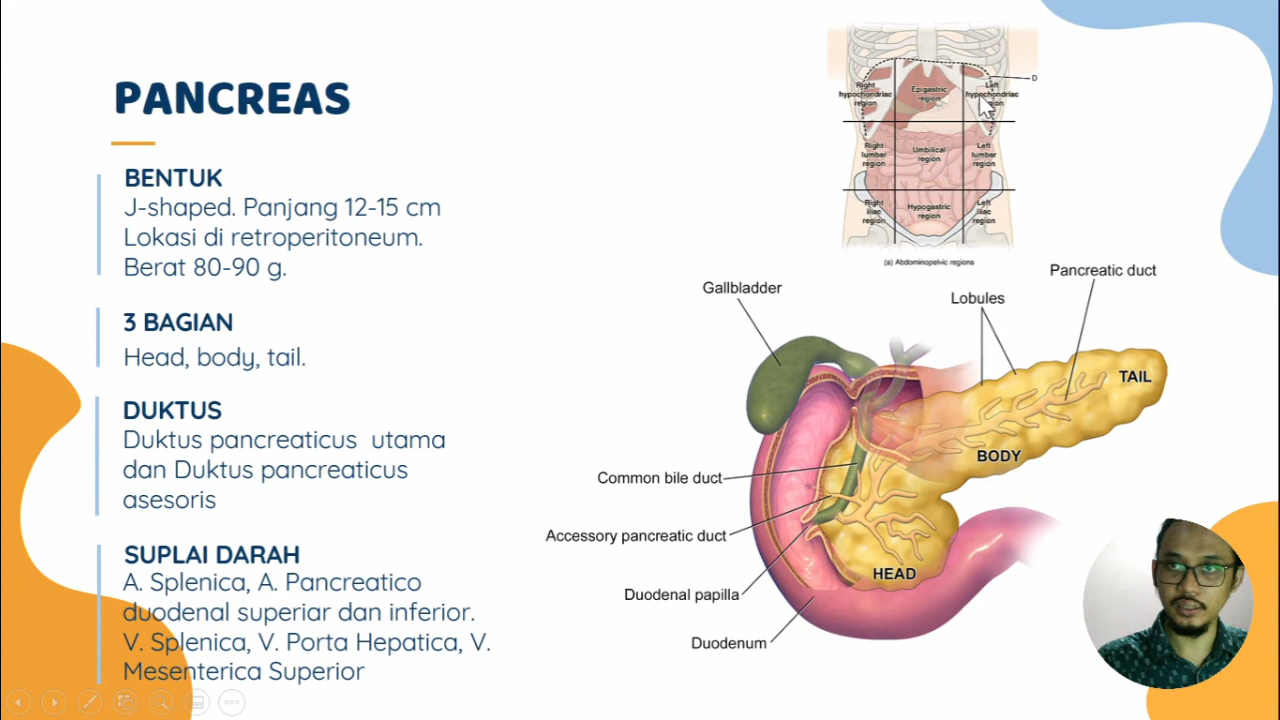 PANCREAS
BENTUK
J-shaped. Panjang 12-15 cm
Lokasi di retroperitoneum.
Berat 80-90 g.
3 BAGIAN
Head, body, tail.
DUKTUS
Duktus pancreaticus utama
dan Duktus pancreaticus
asesoris
SUPLAI DARAH
A. Splenica, A. Pancreatico
duodenal superiar dan inferior.
V. Splenica, V. Porta Hepatica, V.
Mesenterica Superior
D
Right
hypochondriac
region
Epigastric
region
Left
hypochondriac
Right
lumbar
region
Umbilical
region
Left
lumbar
region
Right
iliac
region
Hypogastric
region
Left
iliac
region
(a) Abdominopelvic regions
Pancreatic duct
Gallbladder
Lobules
TAIL
BODY
Common bile duct
Accessory pancreatic duct
HEAD
Duodenal papilla
Duodenum